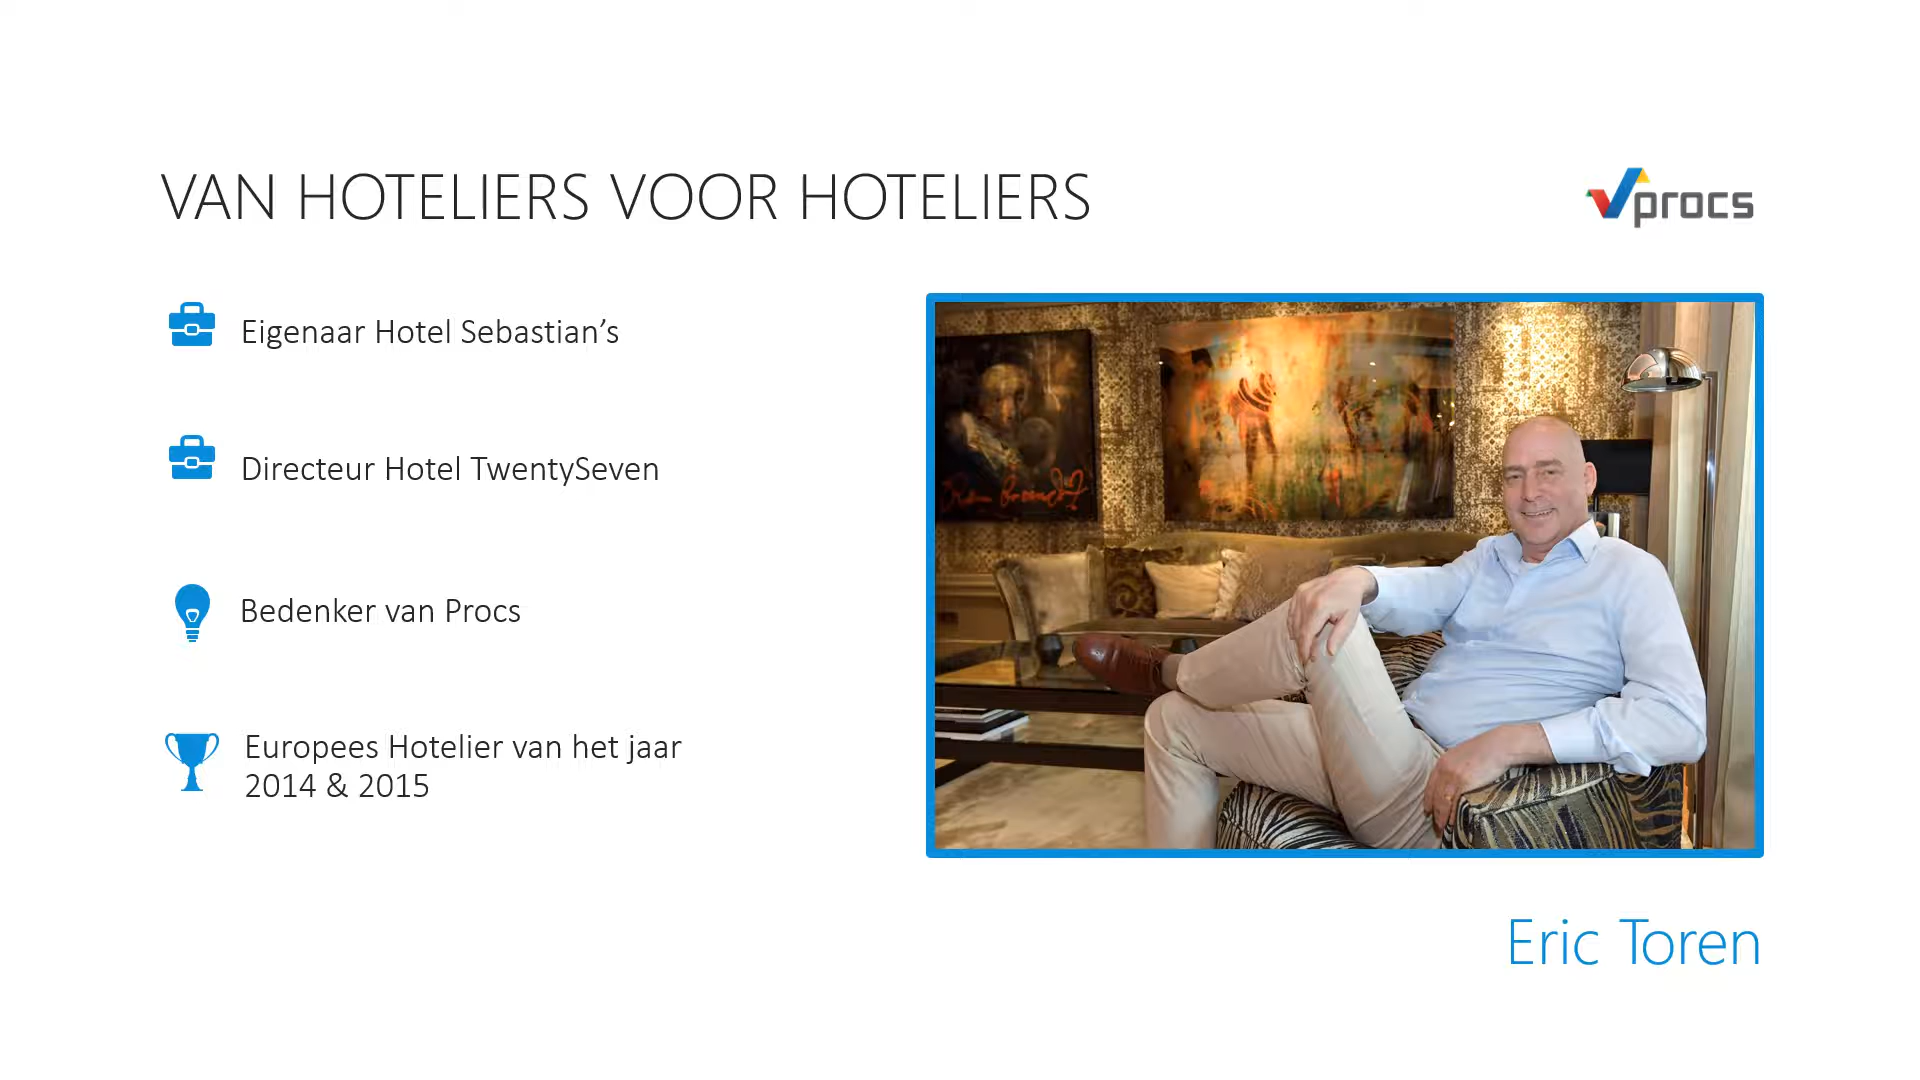 VAN HOTELIERS VOOR HOTELIERS
procs
Eigenaar Hotel Sebastian’s
Directeur Hotel TwentySeven
Bedenker van Procs
Europees Hotelier van het jaar
2014 & 2015
Eric Toren